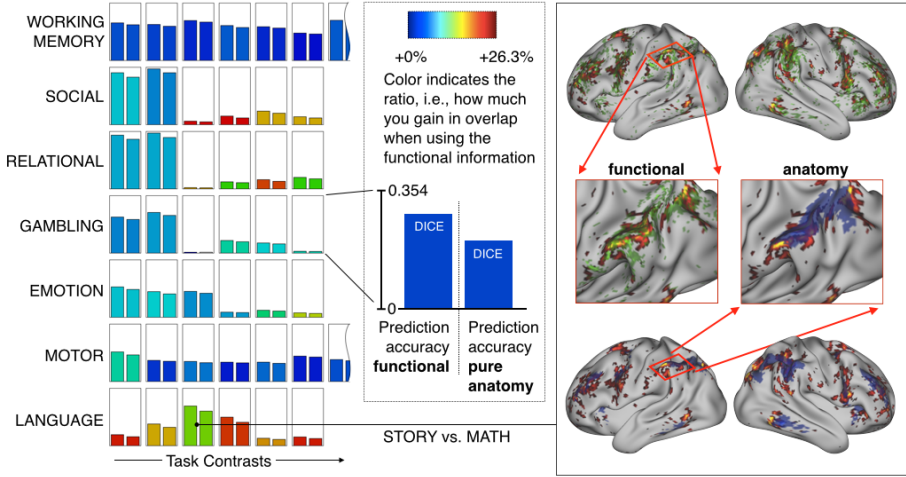 WORKING
MEMORY
SOCIAL
RELATIONAL
GAMBLING
EMOTION
MOTOR
LANGUAGE
Task Contrasts
+0% +26.3%
Color indicates the
ratio, i.e., how much
you gain in overlap
when using the
functional information
0.354
DICE
DICE
0
Prediction
accuracy
functional
Prediction
accuracy
pure
anatomy
STORY vs. MATH
functional
anatomy